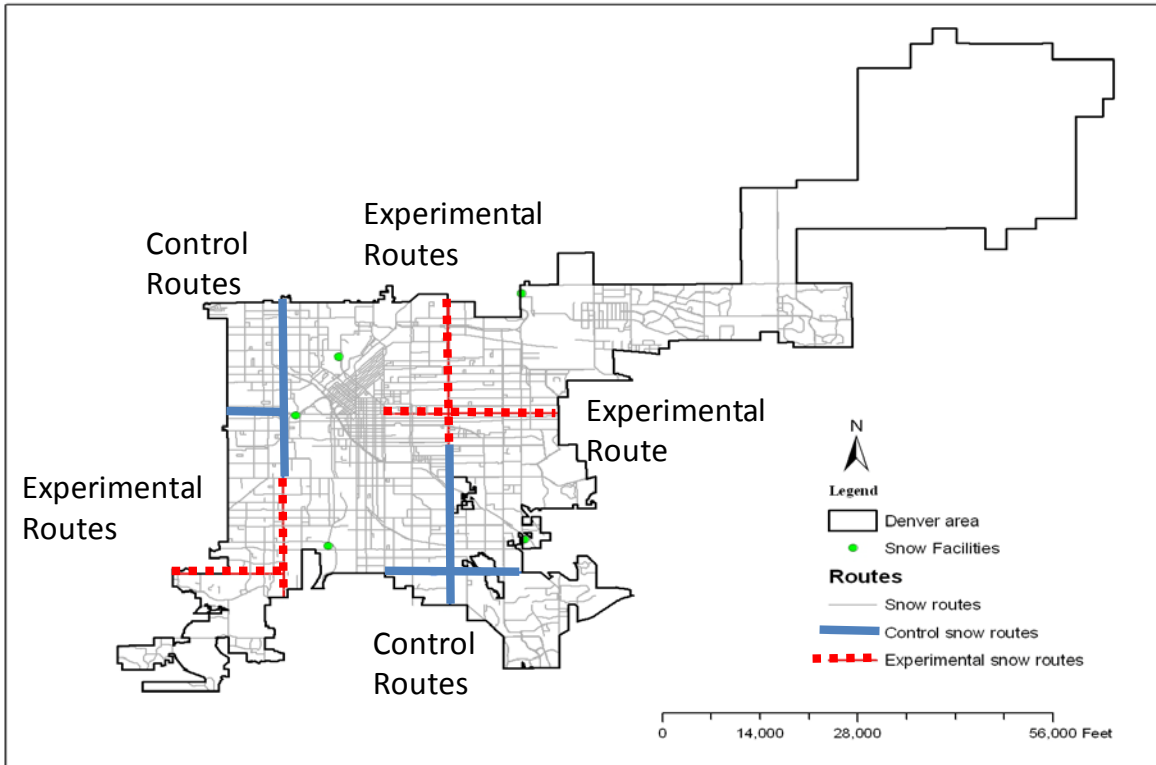 Experimental
Routes
Control
Routes
Experimental
Route
Experimental
Routes
Control
Routes
N
Legend
Denver area
Snow Facilities
Routes
Snow routes
Control snow routes
Experimental snow routes
0 14,000 28,000 56,000 Feet